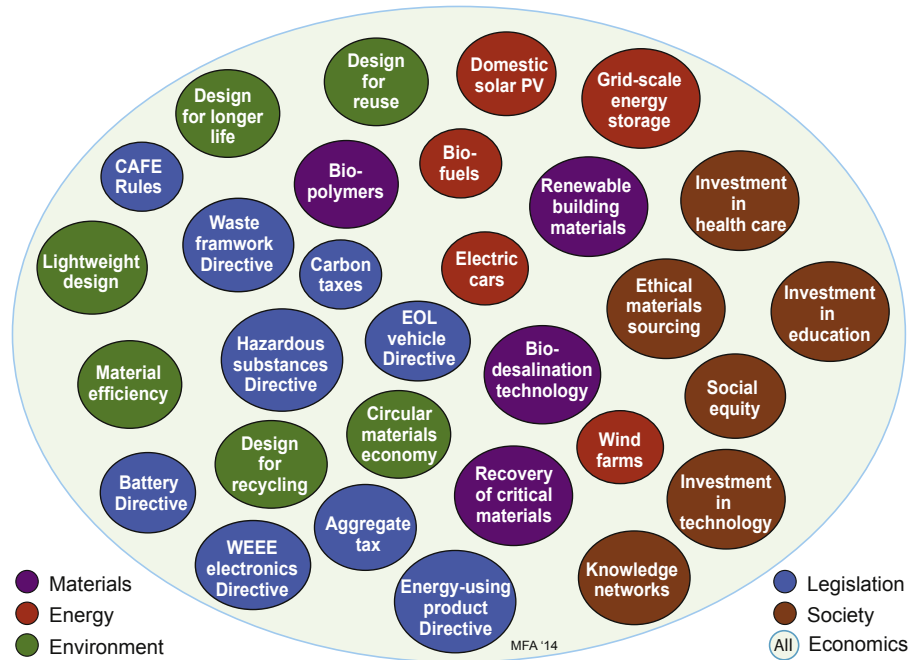 Design
for
reuse
Domestic
solar PV
Grid-scale
energy
storage
Design
for longer
life
CAFE
Rules
Bio-
polymers
Bio-
fuels
Renewable
building
materials
Investment
in
health care
Waste
framwork
Directive
Lightweight
design
Carbon
taxes
Electric
cars
Ethical
materials
sourcing
Investment
in
education
EOL
vehicle
Directive
Hazardous
substances
Directive
Bio-
desalination
technology
Material
efficiency
Social
equity
Circular
materials
economy
Wind
farms
Design
for
recycling
Battery
Directive
Recovery
of critical
materials
Investment
in
technology
Aggregate
tax
WEEE
electronics
Directive
Energy-using
product
Directive
Knowledge
networks
MFA '14
Materials
Energy
Environment
Legislation
Society
All Economics